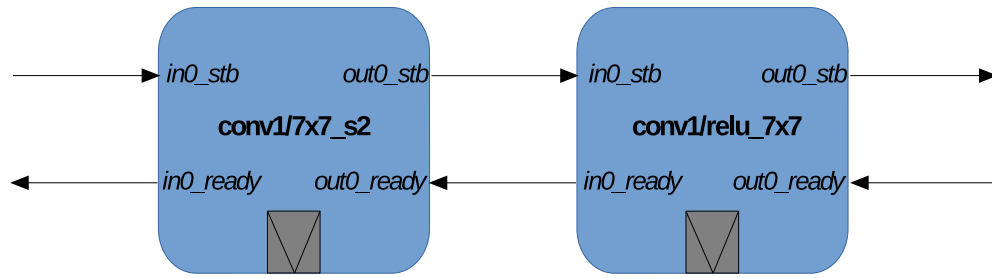 in0_stb out0_stb
conv1/7x7_s2
in0_ready out0_ready
in0_stb out0_stb
conv1/relu_7x7
in0_ready out0_ready